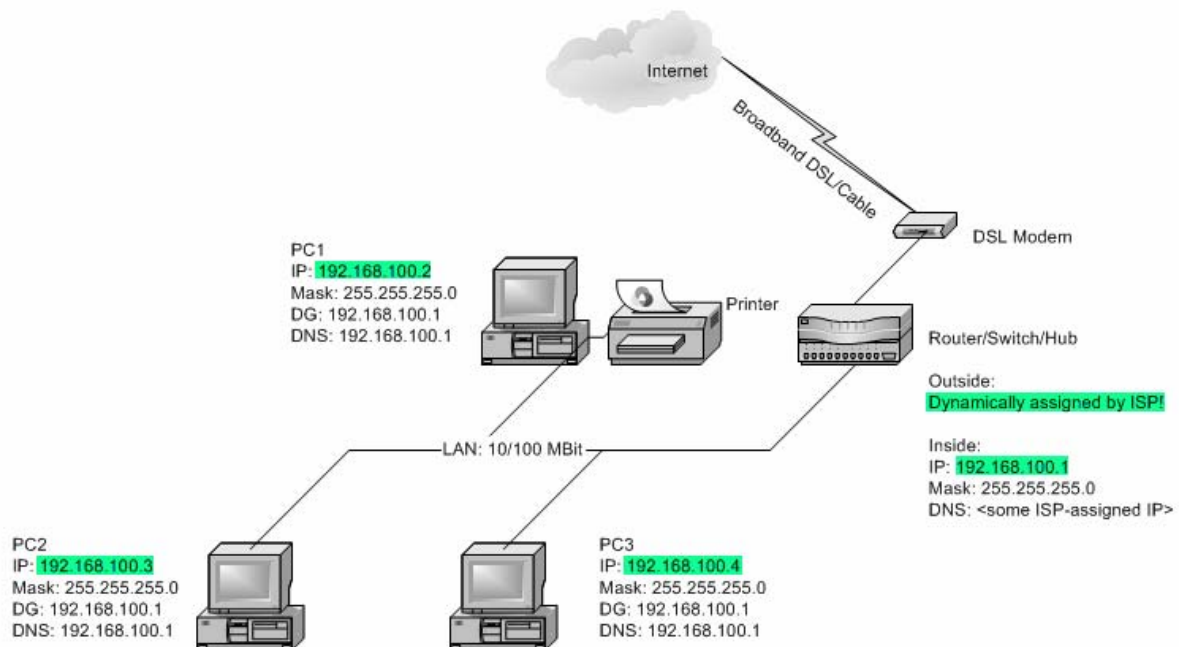 Internet
Broadband DSL/Cable
DSL Modem
PC1
IP: 192.168.100.2
Mask: 255.255.255.0
DG: 192.168.100.1
DNS: 192.168.100.1
Printer
Router/Switch/Hub
Outside:
Dynamically assigned by ISP!
Inside:
IP: 192.168.100.1
Mask: 255.255.255.0
DNS: <some ISP-assigned IP>
LAN: 10/100 MBit
PC2
IP: 192.168.100.3
Mask: 255.255.255.0
DG: 192.168.100.1
DNS: 192.168.100.1
PC3
IP: 192.168.100.4
Mask: 255.255.255.0
DG: 192.168.100.1
DNS: 192.168.100.1